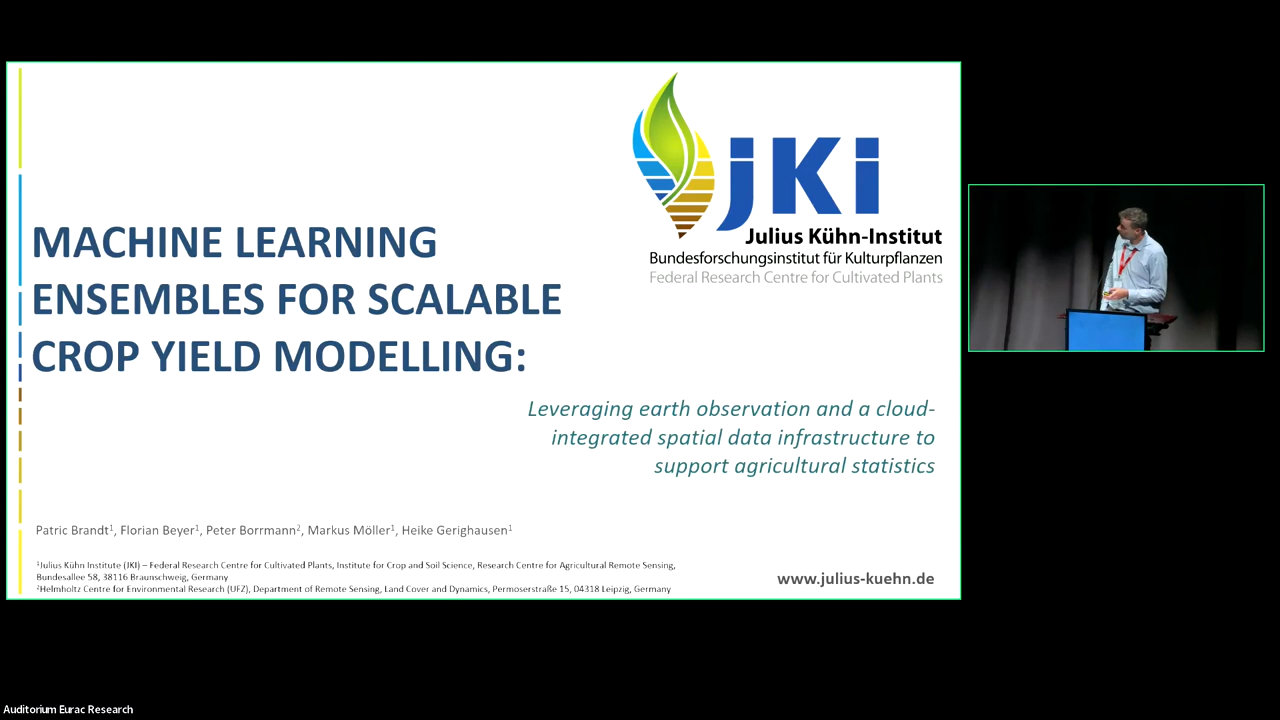 jKi
Julius Kühn-Institut
Bundesforschungsinstitut für Kulturpflanzen
Federal Research Centre for Cultivated Plants
MACHINE LEARNING
ENSEMBLES FOR SCALABLE
CROP YIELD MODELLING:
Leveraging earth observation and a cloud-
integrated spatial data infrastructure to
support agricultural statistics
Patric Brandt¹, Florian Beyer¹, Peter Borrmann², Markus Möller¹, Heike Gerighausen¹
¹Julius Kühn Institute (JKI) – Federal Research Centre for Cultivated Plants, Institute for Crop and Soil Science, Research Centre for Agricultural Remote Sensing,
Bundesallee 58, 38116 Braunschweig, Germany
²Helmholtz Centre for Environmental Research (UFZ), Department of Remote Sensing, Land Cover and Dynamics, Permoserstraße 15, 04318 Leipzig, Germany
www.julius-kuehn.de
Auditorium Eurac Research